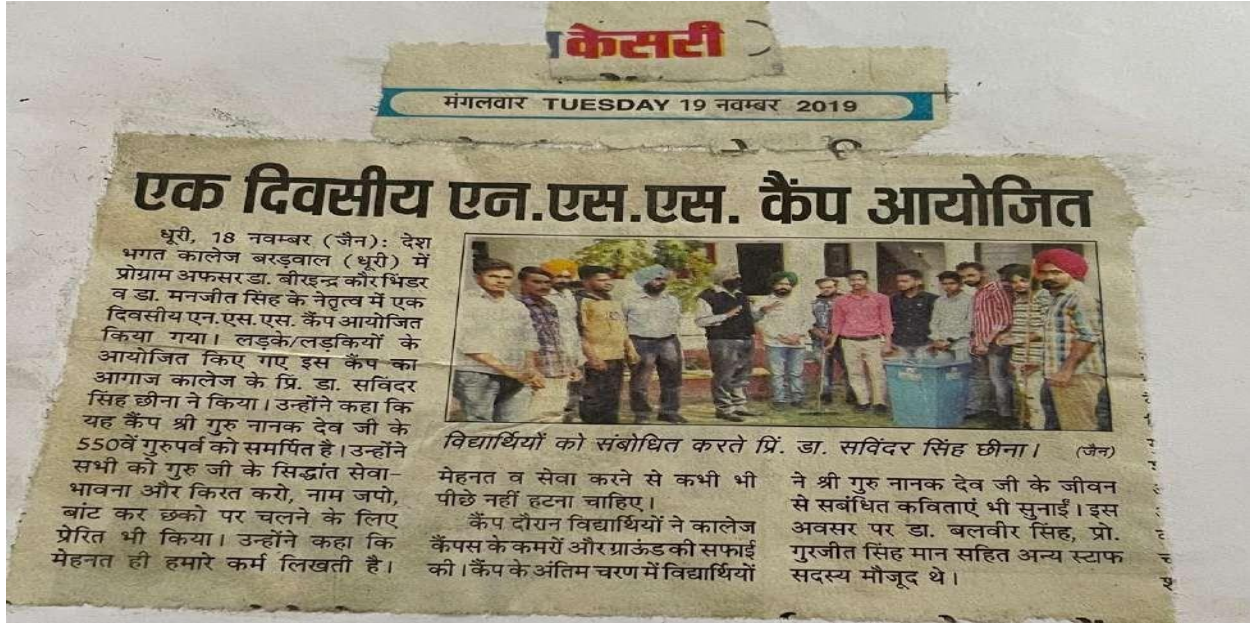 केसरी
मंगलवार TUESDAY 19 नवम्बर 2019
एक दिवसीय एन.एस.एस. कैंप आयोजित
धूरी, 18 नवम्बर (जैन): देश
भगत कालेज बरड़वाल (धूरी) में
प्रोग्राम अफसर डा. वीरइन्द्र कौर भिंडर
व डा. मनजीत सिंह के नेतृत्व में एक
दिवसीय एन.एस.एस. कैंप आयोजित
किया गया। लड़के/लड़कियों के
आयोजित किए गए इस कैंप का
आगाज कालेज के प्रिं. डा. सविंदर
सिंह छीना ने किया। उन्होंने कहा कि
यह कैंप श्री गुरु नानक देव जी के
550वें गुरुपर्व को समर्पित है। उन्होंने
सभी को गुरु जी के सिद्धांत सेवा-
भावना और किरत करो, नाम जपो,
बांट कर छको पर चलने के लिए
प्रेरित भी किया। उन्होंने कहा कि
मेहनत ही हमारे कर्म लिखती है।
विद्यार्थियों को संबोधित करते प्रिं. डा. सविंदर सिंह छीना। (जैन)
मेहनत व सेवा करने से कभी भी
पीछे नहीं हटना चाहिए।
कैंप दौरान विद्यार्थियों ने कालेज
कैंपस के कमरों और ग्राऊंड की सफाई
की। कैंप के अंतिम चरण में विद्यार्थियों
ने श्री गुरु नानक देव जी के जीवन
से सबंधित कविताएं भी सुनाईं। इस
अवसर पर डा. बलवीर सिंह, प्रो.
गुरजीत सिंह मान सहित अन्य स्टाफ
सदस्य मौजूद थे।